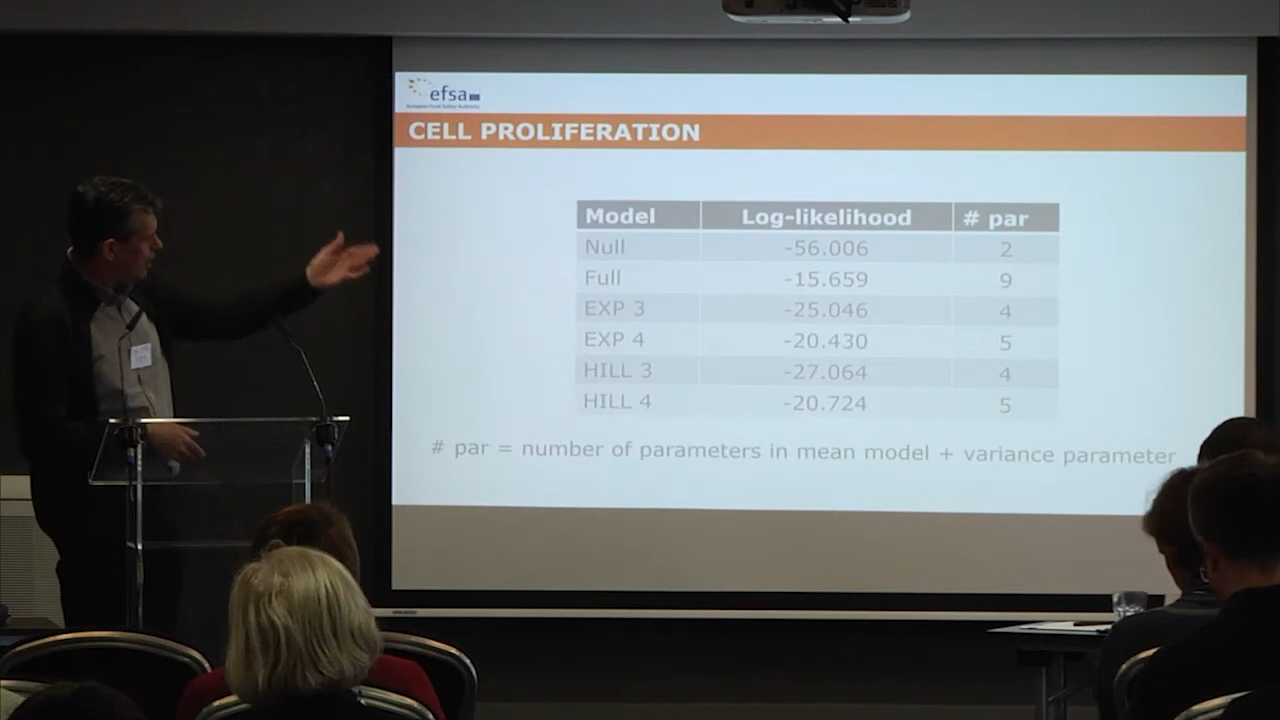 efsa
European Food Safety Authority
CELL PROLIFERATION
Model Log-likelihood # par
Null -56.006 2
Full -15.659 9
EXP 3 -25.046 4
EXP 4 -20.430 5
HILL 3 -27.064 4
HILL 4 -20.724 5
# par = number of parameters in mean model + variance parameter